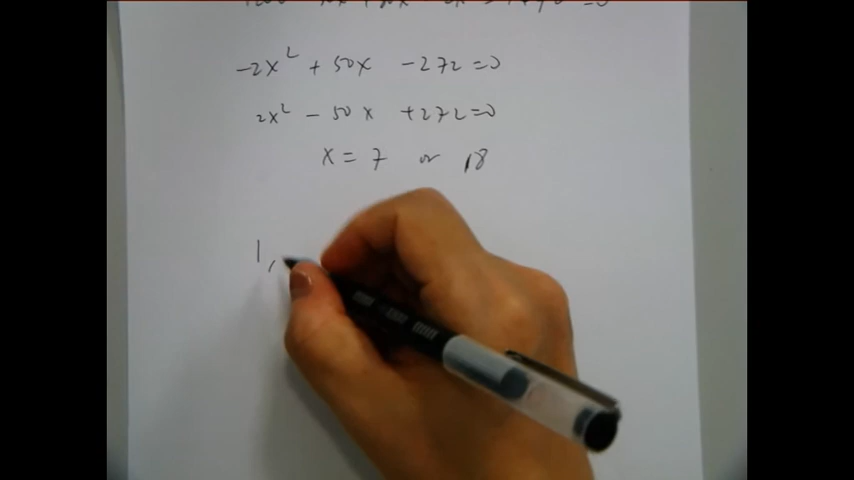 -2x² + 50x - 272 = 0
2x² - 50x + 272 = 0
x = 7 or 18
1,